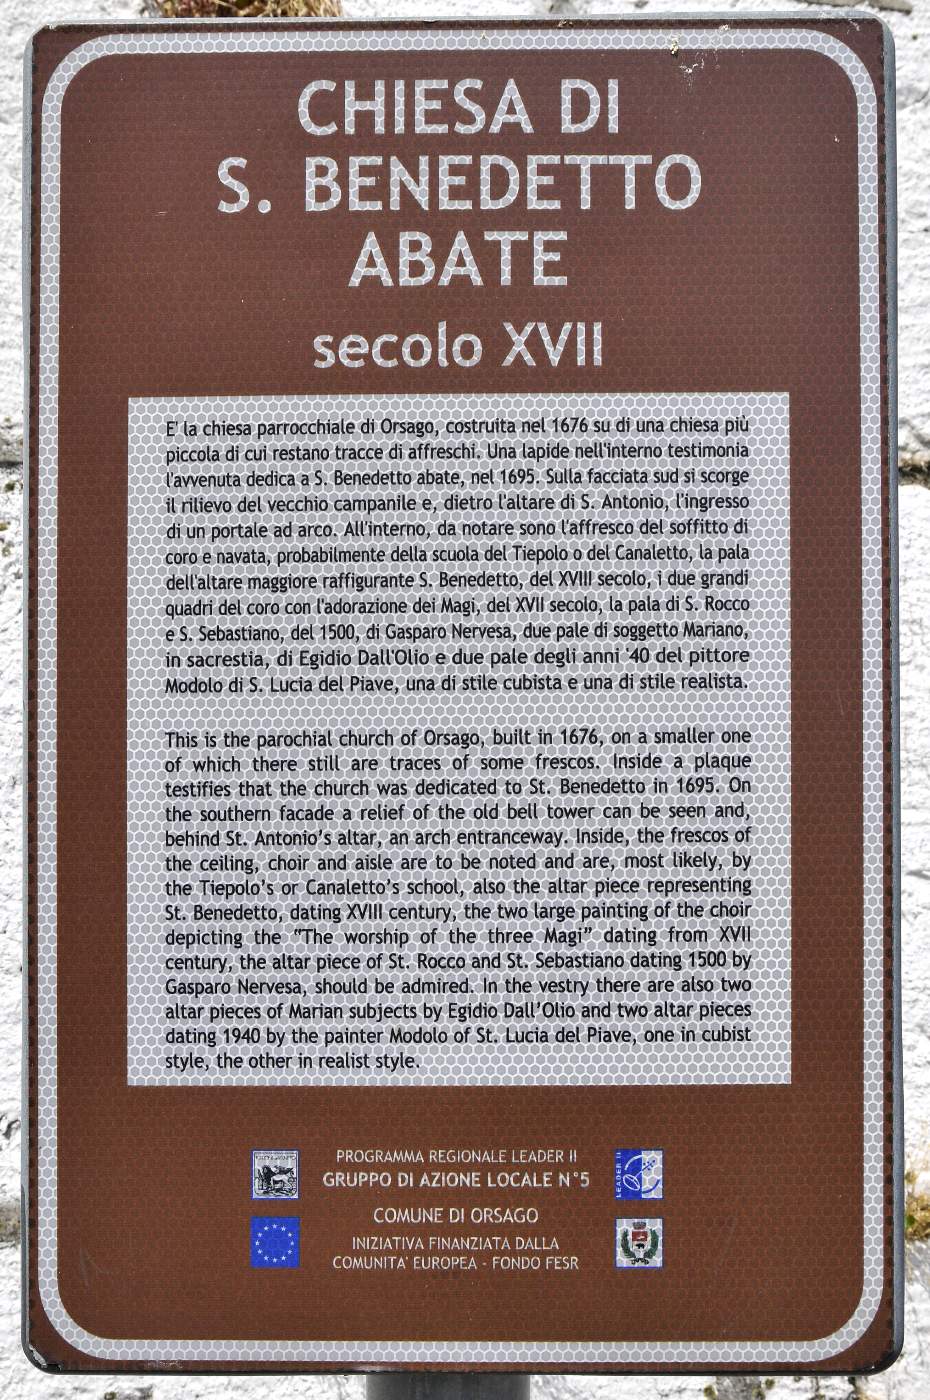 CHIESA DI
S. BENEDETTO
ABATE
secolo XVII
E' la chiesa parrocchiale di Orsago, costruita nel 1676 su di una chiesa più
piccola di cui restano tracce di affreschi. Una lapide nell'interno testimonia
l'avvenuta dedica a S. Benedetto abate, nel 1695. Sulla facciata sud si scorge
il rilievo del vecchio campanile e, dietro l'altare di S. Antonio, l'ingresso
di un portale ad arco. All'interno, da notare sono l'affresco del soffitto di
coro e navata, probabilmente della scuola del Tiepolo o del Canaletto, la pala
dell'altare maggiore raffigurante S. Benedetto, del XVIII secolo, i due grandi
quadri del coro con l'adorazione dei Magi, del XVII secolo, la pala di S. Rocco
e S. Sebastiano, del 1500, di Gasparo Nervesa, due pale di soggetto Mariano,
in sacrestia, di Egidio Dall'Olio e due pale degli anni '40 del pittore
Modolo di S. Lucia del Piave, una di stile cubista e una di stile realista.
This is the parochial church of Orsago, built in 1676, on a smaller one
of which there still are traces of some frescos. Inside a plaque
testifies that the church was dedicated to St. Benedetto in 1695. On
the southern facade a relief of the old bell tower can be seen and,
behind St. Antonio's altar, an arch entranceway. Inside, the frescos of
the ceiling, choir and aisle are to be noted and are, most likely, by
the Tiepolo's or Canaletto's school, also the altar piece representing
St. Benedetto, dating XVIII century, the two large painting of the choir
depicting the "The worship of the three Magi" dating from XVII
century, the altar piece of St. Rocco and St. Sebastiano dating 1500 by
Gasparo Nervesa, should be admired. In the vestry there are also two
altar pieces of Marian subjects by Egidio Dall'Olio and two altar pieces
dating 1940 by the painter Modolo of St. Lucia del Piave, one in cubist
style, the other in realist style.
PROGRAMMA REGIONALE LEADER II
GRUPPO DI AZIONE LOCALE N°5
COMUNE DI ORSAGO
INIZIATIVA FINANZIATA DALLA
COMUNITA' EUROPEA - FONDO FESR
LEADER II